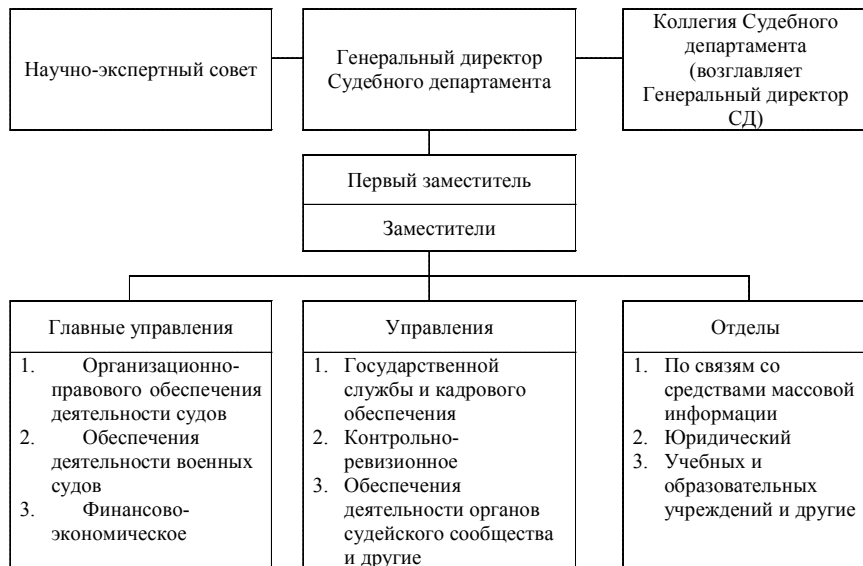 Научно-экспертный совет
Генеральный директор
Судебного департамента
Коллегия Судебного
департамента
(возглавляет
Генеральный директор
СД)
Первый заместитель
Заместители
Главные управления
1. Организационно-
правового обеспечения
деятельности судов
2. Обеспечения
деятельности военных
судов
3. Финансово-
экономическое
Управления
1. Государственной
службы и кадрового
обеспечения
2. Контрольно-
ревизионное
3. Обеспечения
деятельности органов
судейского сообщества
и другие
Отделы
1. По связям со
средствами массовой
информации
2. Юридический
3. Учебных и
образовательных
учреждений и другие